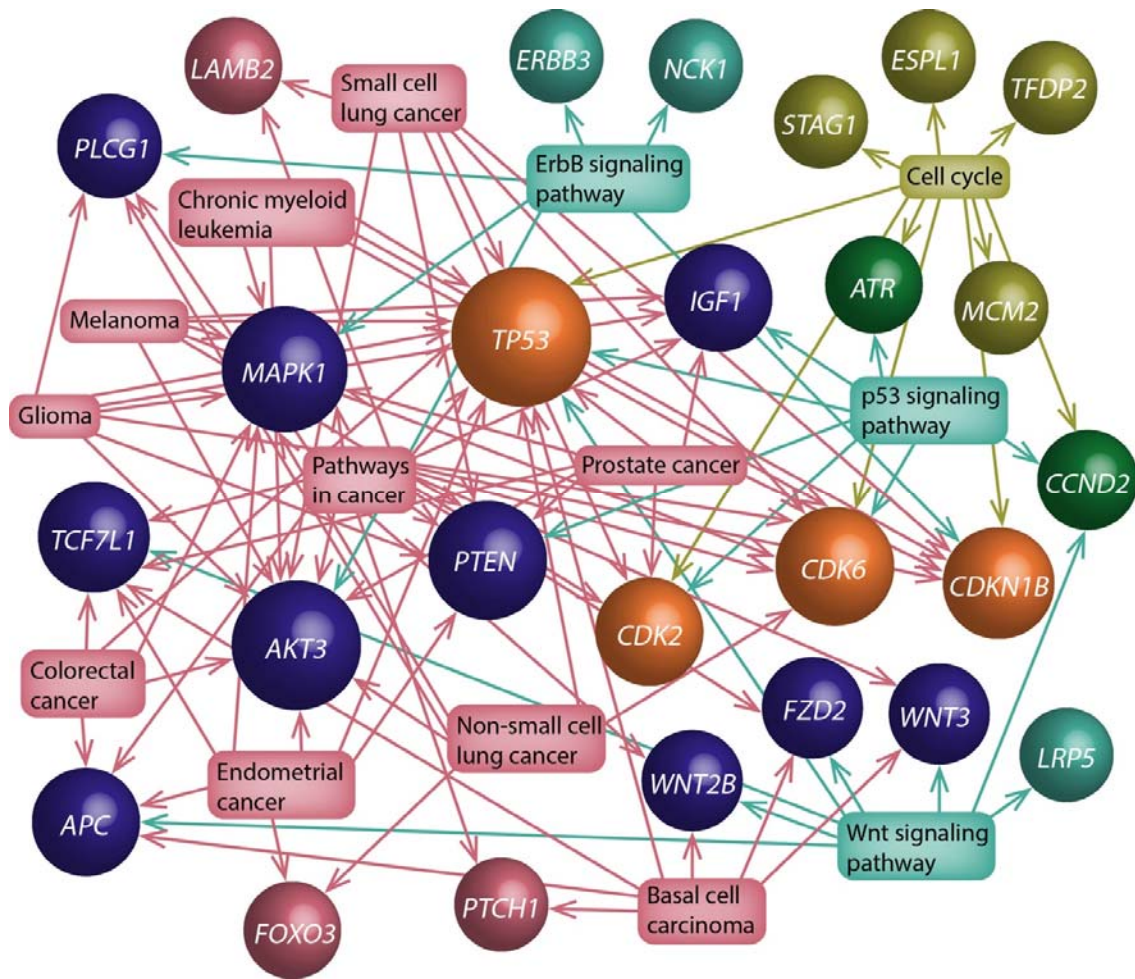 LAMB2
Small cell
lung cancer
ERBB3
NCK1
ESPL1
TFDP2
STAG1
PLCG1
ErbB signaling
pathway
Cell cycle
Chronic myeloid
leukemia
Melanoma
MAPK1
TP53
IGF1
ATR
MCM2
Glioma
p53 signaling
pathway
Pathways
in cancer
Prostate cancer
CCND2
TCF7L1
PTEN
CDK6
CDKN1B
AKT3
CDK2
Colorectal
cancer
Non-small cell
lung cancer
FZD2
WNT3
LRP5
Endometrial
cancer
WNT2B
APC
Wnt signaling
pathway
FOXO3
PTCH1
Basal cell
carcinoma